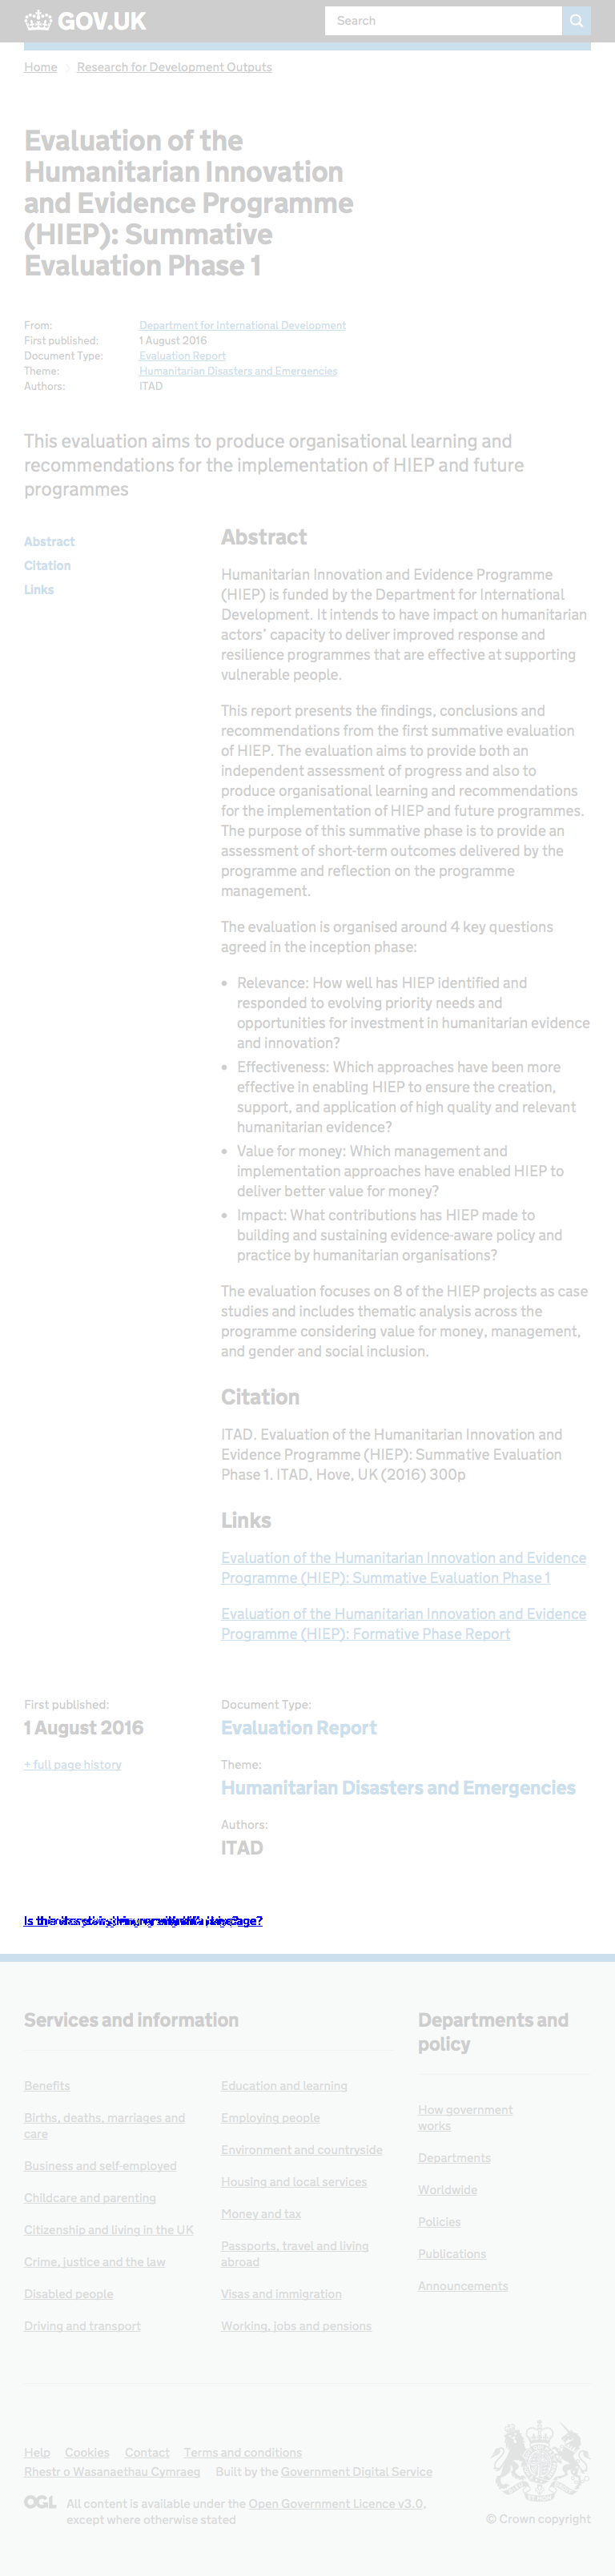 GOV.UK
Search
Home
Research for Development Outputs
Evaluation of the
Humanitarian Innovation
and Evidence Programme
(HIEP): Summative
Evaluation Phase 1
From: Department for International Development
First published: 1 August 2016
Document Type: Evaluation Report
Theme: Humanitarian Disasters and Emergencies
Authors: ITAD
This evaluation aims to produce organisational learning and
recommendations for the implementation of HIEP and future
programmes
Abstract
Citation
Links
Abstract
Humanitarian Innovation and Evidence Programme
(HIEP) is funded by the Department for International
Development. It intends to have impact on humanitarian
actors’ capacity to deliver improved response and
resilience programmes that are effective at supporting
vulnerable people.
This report presents the findings, conclusions and
recommendations from the first summative evaluation
of HIEP. The evaluation aims to provide both an
independent assessment of progress and also to
produce organisational learning and recommendations
for the implementation of HIEP and future programmes.
The purpose of this summative phase is to provide an
assessment of short-term outcomes delivered by the
programme and reflection on the programme
management.
The evaluation is organised around 4 key questions
agreed in the inception phase:
• Relevance: How well has HIEP identified and
responded to evolving priority needs and
opportunities for investment in humanitarian evidence
and innovation?
• Effectiveness: Which approaches have been more
effective in enabling HIEP to ensure the creation,
support, and application of high quality and relevant
humanitarian evidence?
• Value for money: Which management and
implementation approaches have enabled HIEP to
deliver better value for money?
• Impact: What contributions has HIEP made to
building and sustaining evidence-aware policy and
practice by humanitarian organisations?
The evaluation focuses on 8 of the HIEP projects as case
studies and includes thematic analysis across the
programme considering value for money, management,
and gender and social inclusion.
Citation
ITAD. Evaluation of the Humanitarian Innovation and
Evidence Programme (HIEP): Summative Evaluation
Phase 1. ITAD, Hove, UK (2016) 300p
Links
Evaluation of the Humanitarian Innovation and Evidence
Programme (HIEP): Summative Evaluation Phase 1
Evaluation of the Humanitarian Innovation and Evidence
Programme (HIEP): Formative Phase Report
First published:
1 August 2016
+ full page history
Document Type:
Evaluation Report
Theme:
Humanitarian Disasters and Emergencies
Authors:
ITAD
Services and information
Benefits
Births, deaths, marriages and
care
Business and self-employed
Childcare and parenting
Citizenship and living in the UK
Crime, justice and the law
Disabled people
Driving and transport
Education and learning
Employing people
Environment and countryside
Housing and local services
Money and tax
Passports, travel and living
abroad
Visas and immigration
Working, jobs and pensions
Departments and
policy
How government
works
Departments
Worldwide
Policies
Publications
Announcements
Help Cookies Contact Terms and conditions
Rhestr o Wasanaethau Cymraeg Built by the Government Digital Service
OGL All content is available under the Open Government Licence v3.0,
except where otherwise stated
© Crown copyright